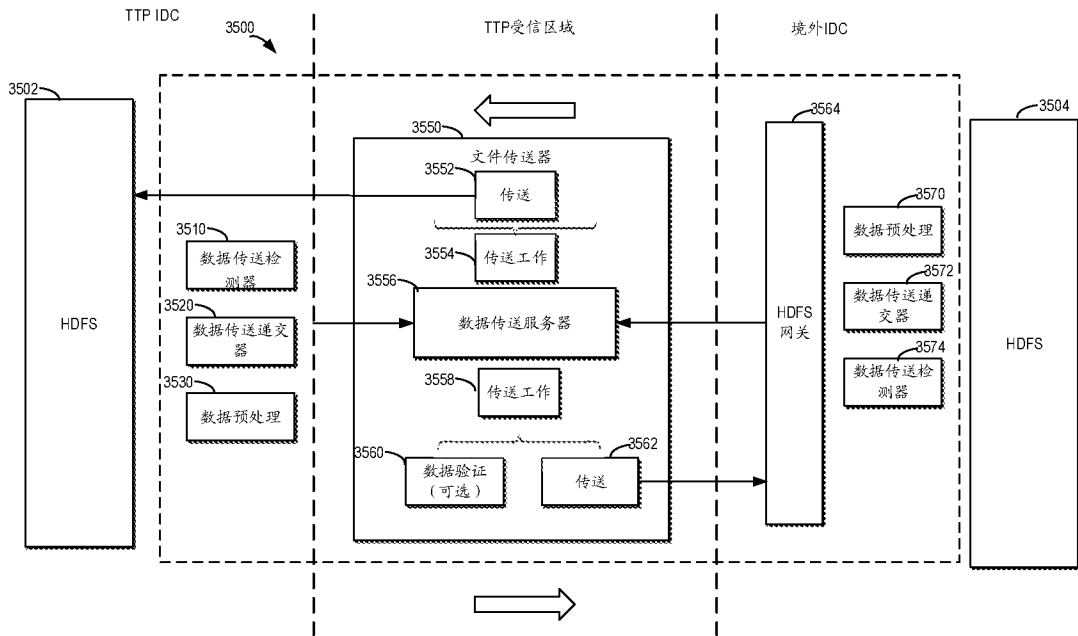 TTP IDC
3500
TTP受信区域
境外IDC
3502
HDFS
3510
数据传送检
测器
3520
数据传送递交
器
3530
数据预处理
3550
文件传送器
3552
传送
3554
传送工作
3556
数据传送服务器
3558
传送工作
3560
数据验证
(可选)
3562
传送
3564
HDFS
网关
3570
数据预处理
3572
数据传送递
交器
3574
数据传送检
测器
3504
HDFS